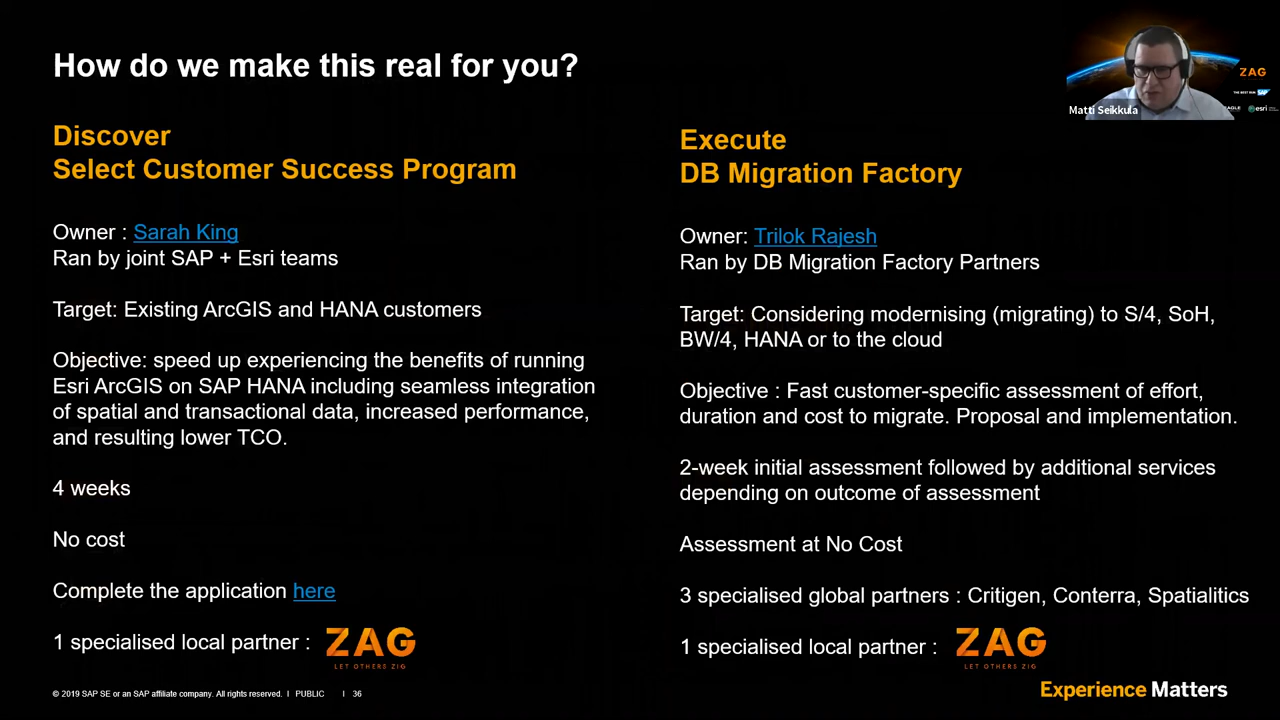 How do we make this real for you?
ZAG
THE BEST RUN SAP
esri
Matti Seikkula
Discover
Select Customer Success Program
Owner : Sarah King
Ran by joint SAP + Esri teams
Target: Existing ArcGIS and HANA customers
Objective: speed up experiencing the benefits of running
Esri ArcGIS on SAP HANA including seamless integration
of spatial and transactional data, increased performance,
and resulting lower TCO.
4 weeks
No cost
Complete the application here
1 specialised local partner : ZAG
LET OTHERS ZIG
Execute
DB Migration Factory
Owner: Trilok Rajesh
Ran by DB Migration Factory Partners
Target: Considering modernising (migrating) to S/4, SoH,
BW/4, HANA or to the cloud
Objective : Fast customer-specific assessment of effort,
duration and cost to migrate. Proposal and implementation.
2-week initial assessment followed by additional services
depending on outcome of assessment
Assessment at No Cost
3 specialised global partners : Critigen, Conterra, Spatialitics
1 specialised local partner : ZAG
LET OTHERS ZIG
© 2019 SAP SE or an SAP affiliate company. All rights reserved. I PUBLIC I 36
Experience Matters